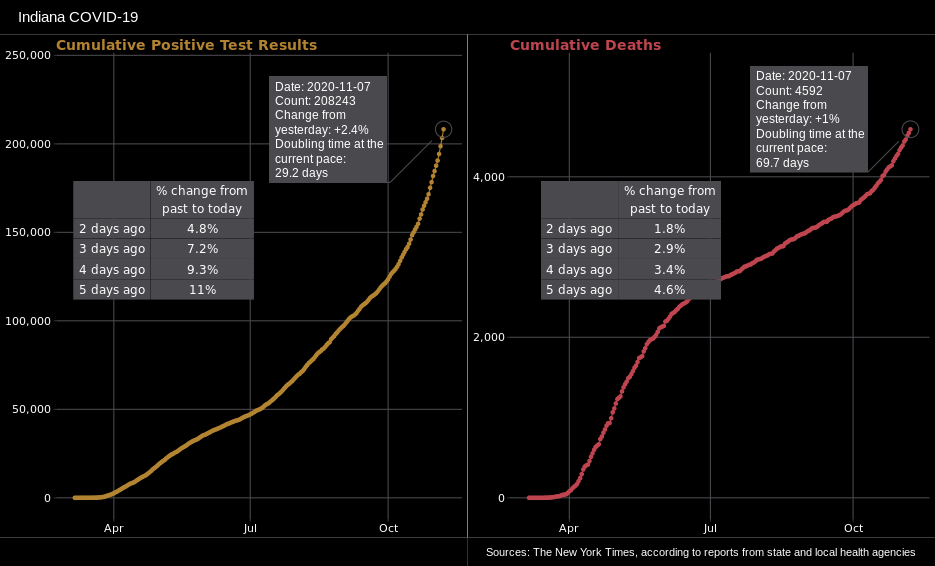 Indiana COVID-19
Cumulative Positive Test Results
250,000
200,000
150,000
100,000
50,000
0
Apr
Jul
Oct
Date: 2020-11-07
Count: 208243
Change from
yesterday: +2.4%
Doubling time at the
current pace:
29.2 days
% change from
past to today
2 days ago 4.8%
3 days ago 7.2%
4 days ago 9.3%
5 days ago 11%
Cumulative Deaths
4,000
2,000
0
Apr
Jul
Oct
Date: 2020-11-07
Count: 4592
Change from
yesterday: +1%
Doubling time at the
current pace:
69.7 days
% change from
past to today
2 days ago 1.8%
3 days ago 2.9%
4 days ago 3.4%
5 days ago 4.6%
Sources: The New York Times, according to reports from state and local health agencies